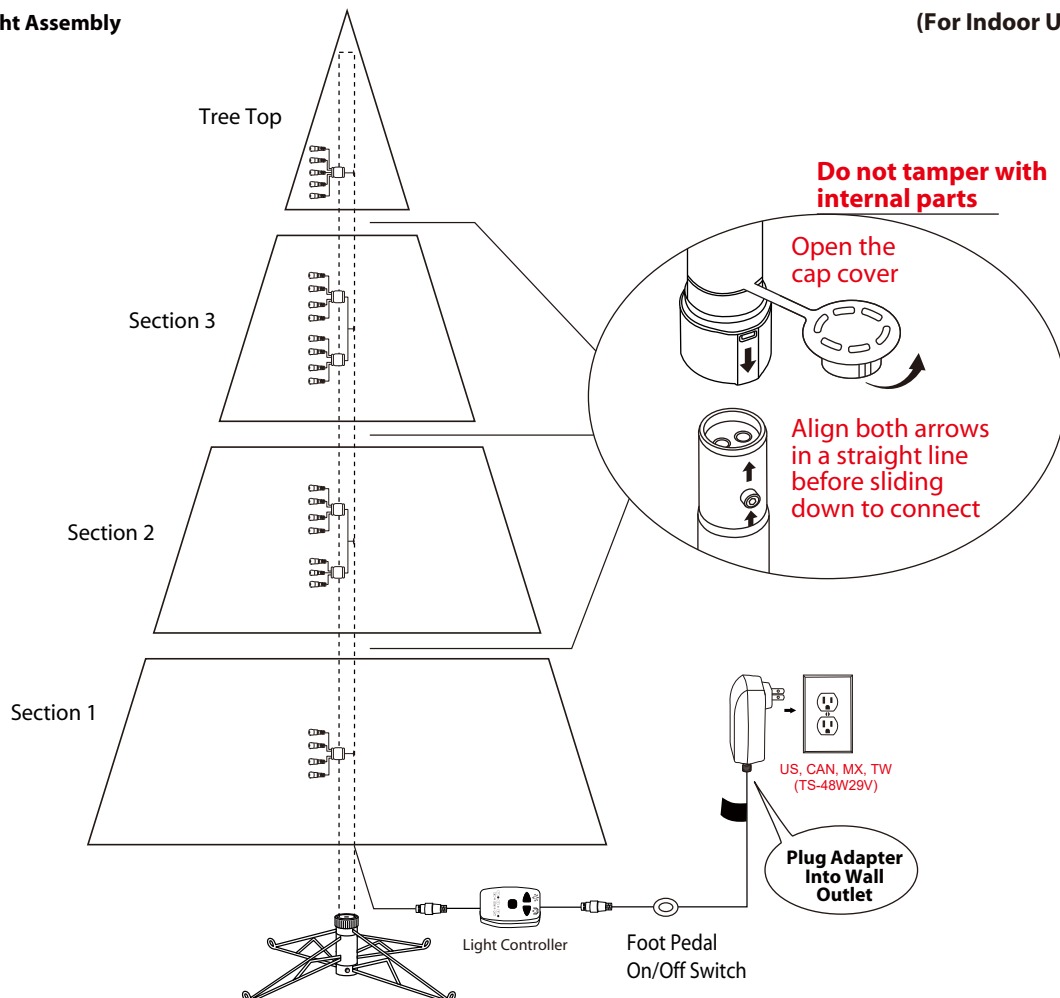 ht Assembly
(For Indoor U
Tree Top
Do not tamper with
internal parts
Open the
cap cover
Section 3
Align both arrows
in a straight line
before sliding
down to connect
Section 2
Section 1
US, CAN, MX, TW
(TS-48W29V)
Plug Adapter
Into Wall
Outlet
Light Controller
Foot Pedal
On/Off Switch